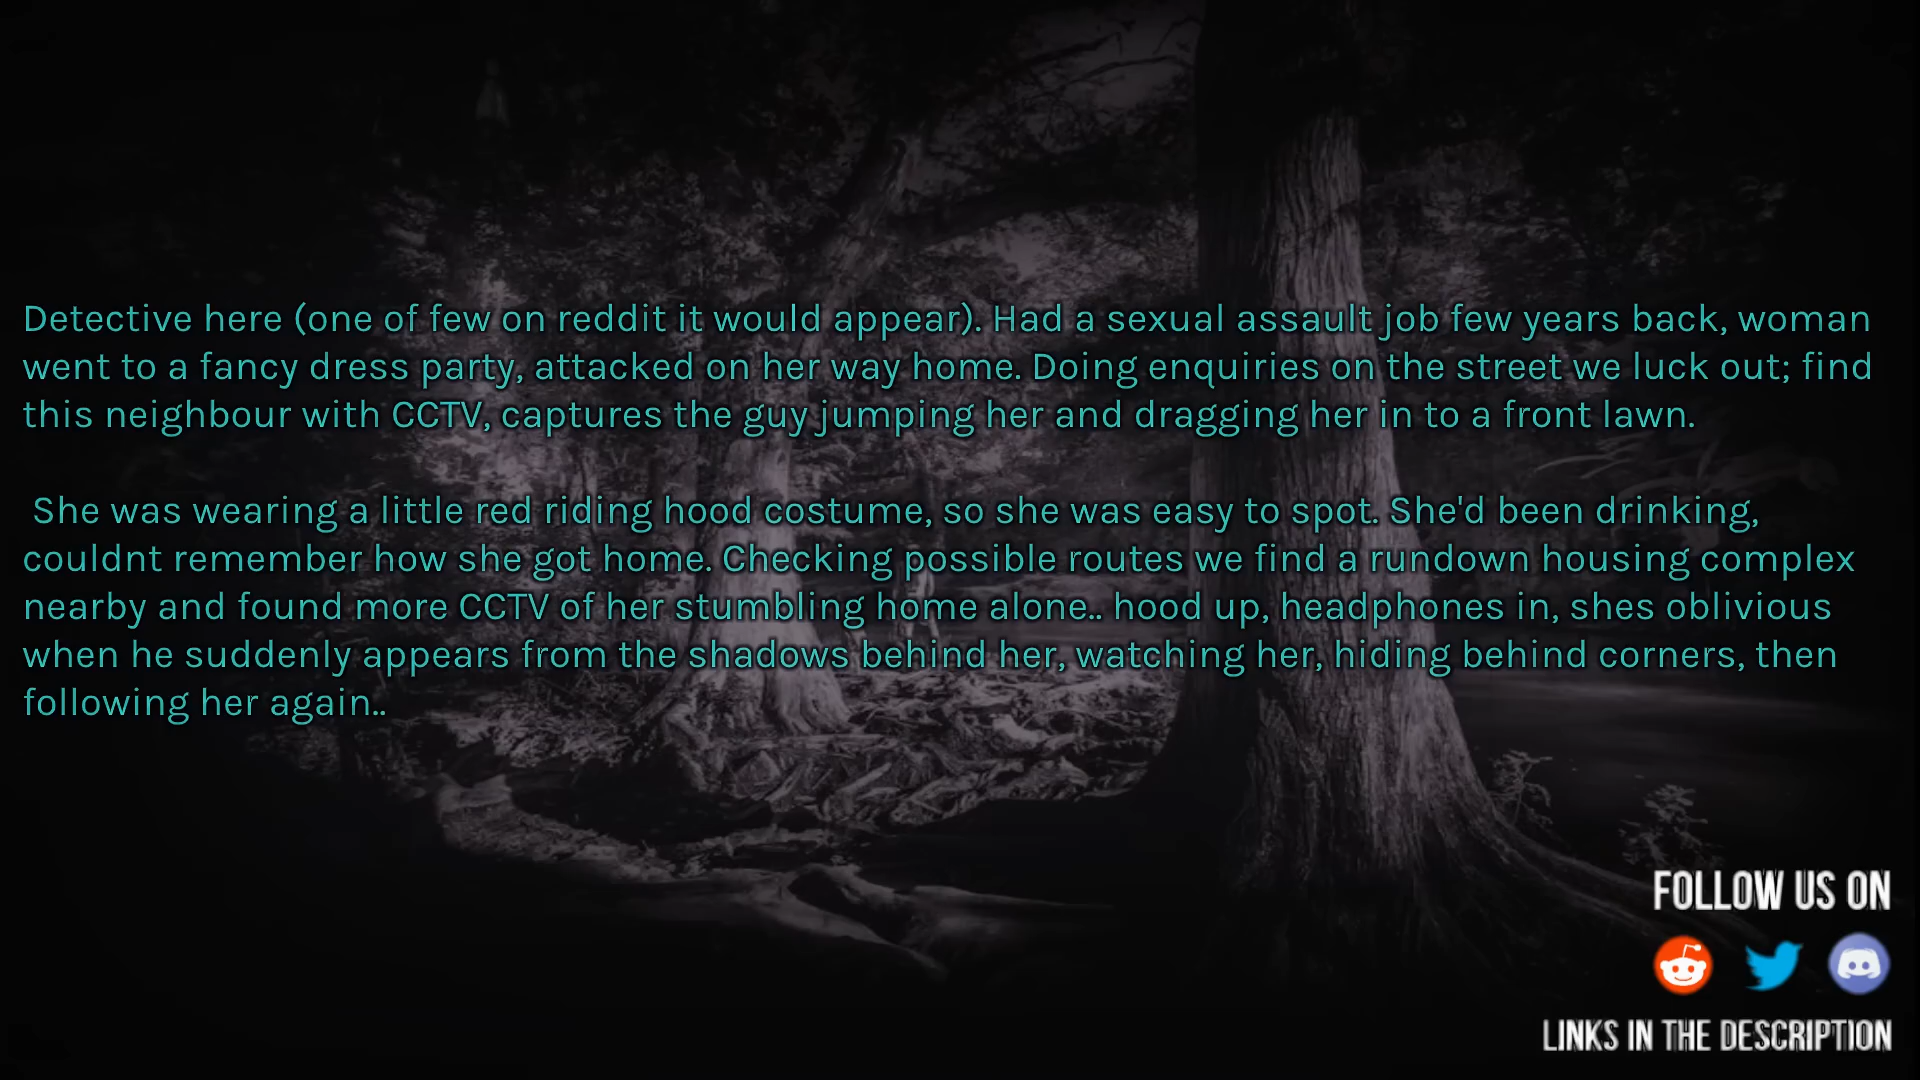 Detective here (one of few on reddit it would appear). Had a sexual assault job few years back, woman
went to a fancy dress party, attacked on her way home. Doing enquiries on the street we luck out; find
this neighbour with CCTV, captures the guy jumping her and dragging her in to a front lawn.
She was wearing a little red riding hood costume, so she was easy to spot. She'd been drinking,
couldnt remember how she got home. Checking possible routes we find a rundown housing complex
nearby and found more CCTV of her stumbling home alone.. hood up, headphones in, shes oblivious
when he suddenly appears from the shadows behind her, watching her, hiding behind corners, then
following her again..
FOLLOW US ON
LINKS IN THE DESCRIPTION